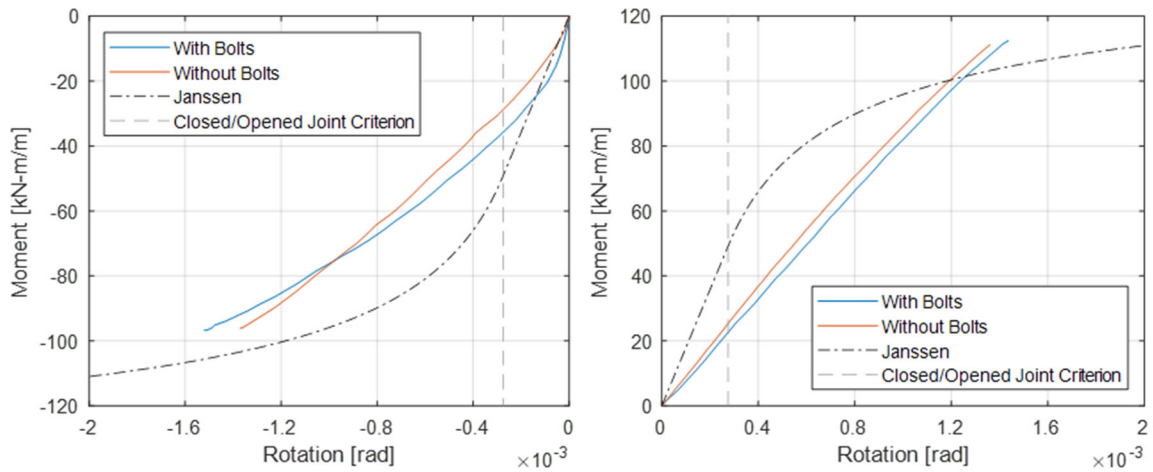 0
-20
-40
-60
-80
-100
-120
Moment [kN-m/m]
With Bolts
Without Bolts
Janssen
Closed/Opened Joint Criterion
-2
-1.6
-1.2
-0.8
-0.4
0
Rotation [rad]
×10⁻³
120
100
80
60
40
20
0
Moment [kN-m/m]
With Bolts
Without Bolts
Janssen
Closed/Opened Joint Criterion
0
0.4
0.8
1.2
1.6
2
Rotation [rad]
×10⁻³